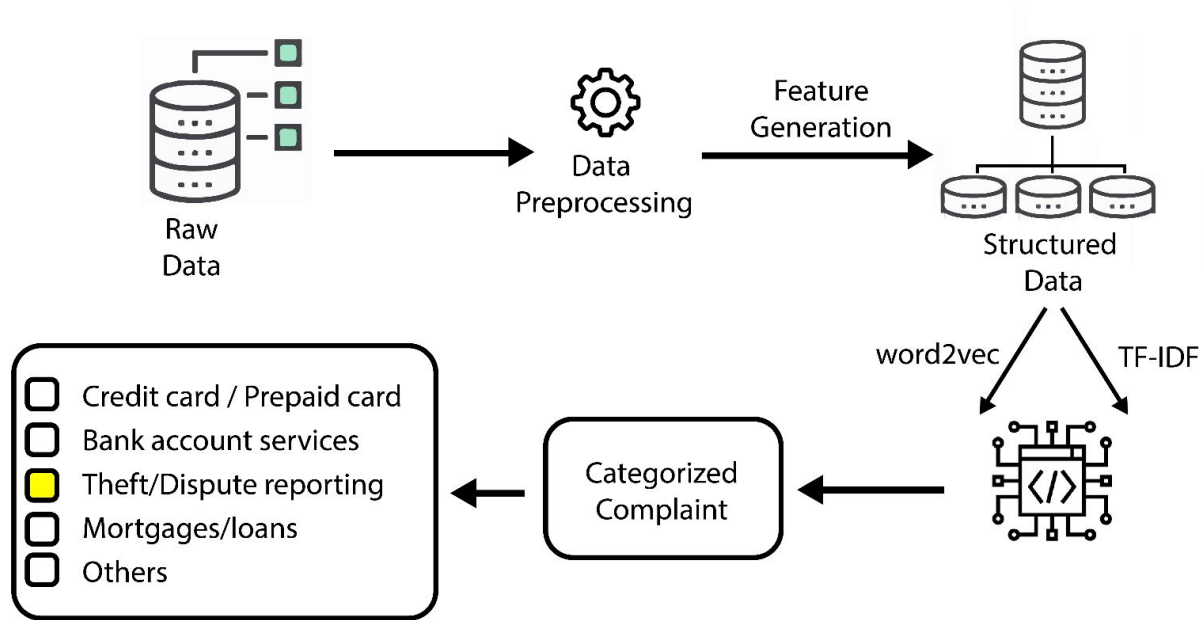 Raw
Data
Data
Preprocessing
Feature
Generation
Structured
Data
word2vec
TF-IDF
</>
Categorized
Complaint
Credit card / Prepaid card
Bank account services
Theft/Dispute reporting
Mortgages/loans
Others